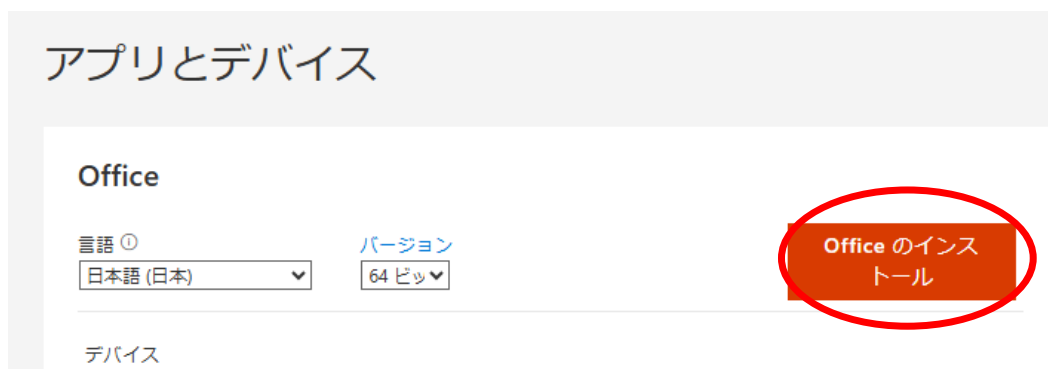 アプリとデバイス
Office
言語 ⓘ
バージョン
日本語 (日本)
64 ビッ
Office のインス
トール
デバイス